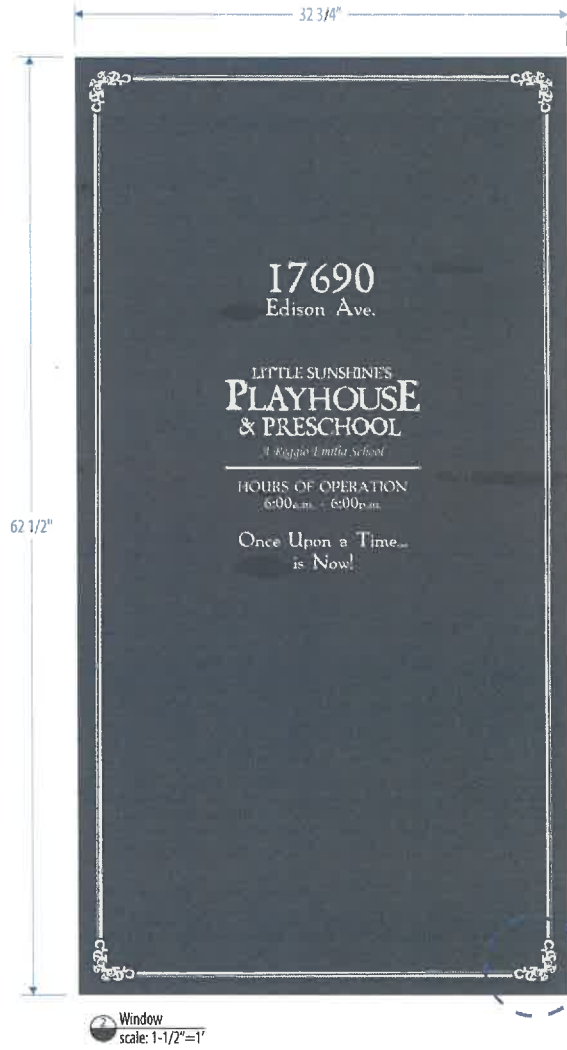 32 3/4"
17690
Edison Ave.
LITTLE SUNSHINE'S
PLAYHOUSE
& PRESCHOOL
A Reggio Emilia School
HOURS OF OPERATION
6:00a.m. - 6:00p.m.
Once Upon a Time...
is Now!
62 1/2"
2 Window
scale: 1-1/2"=1'